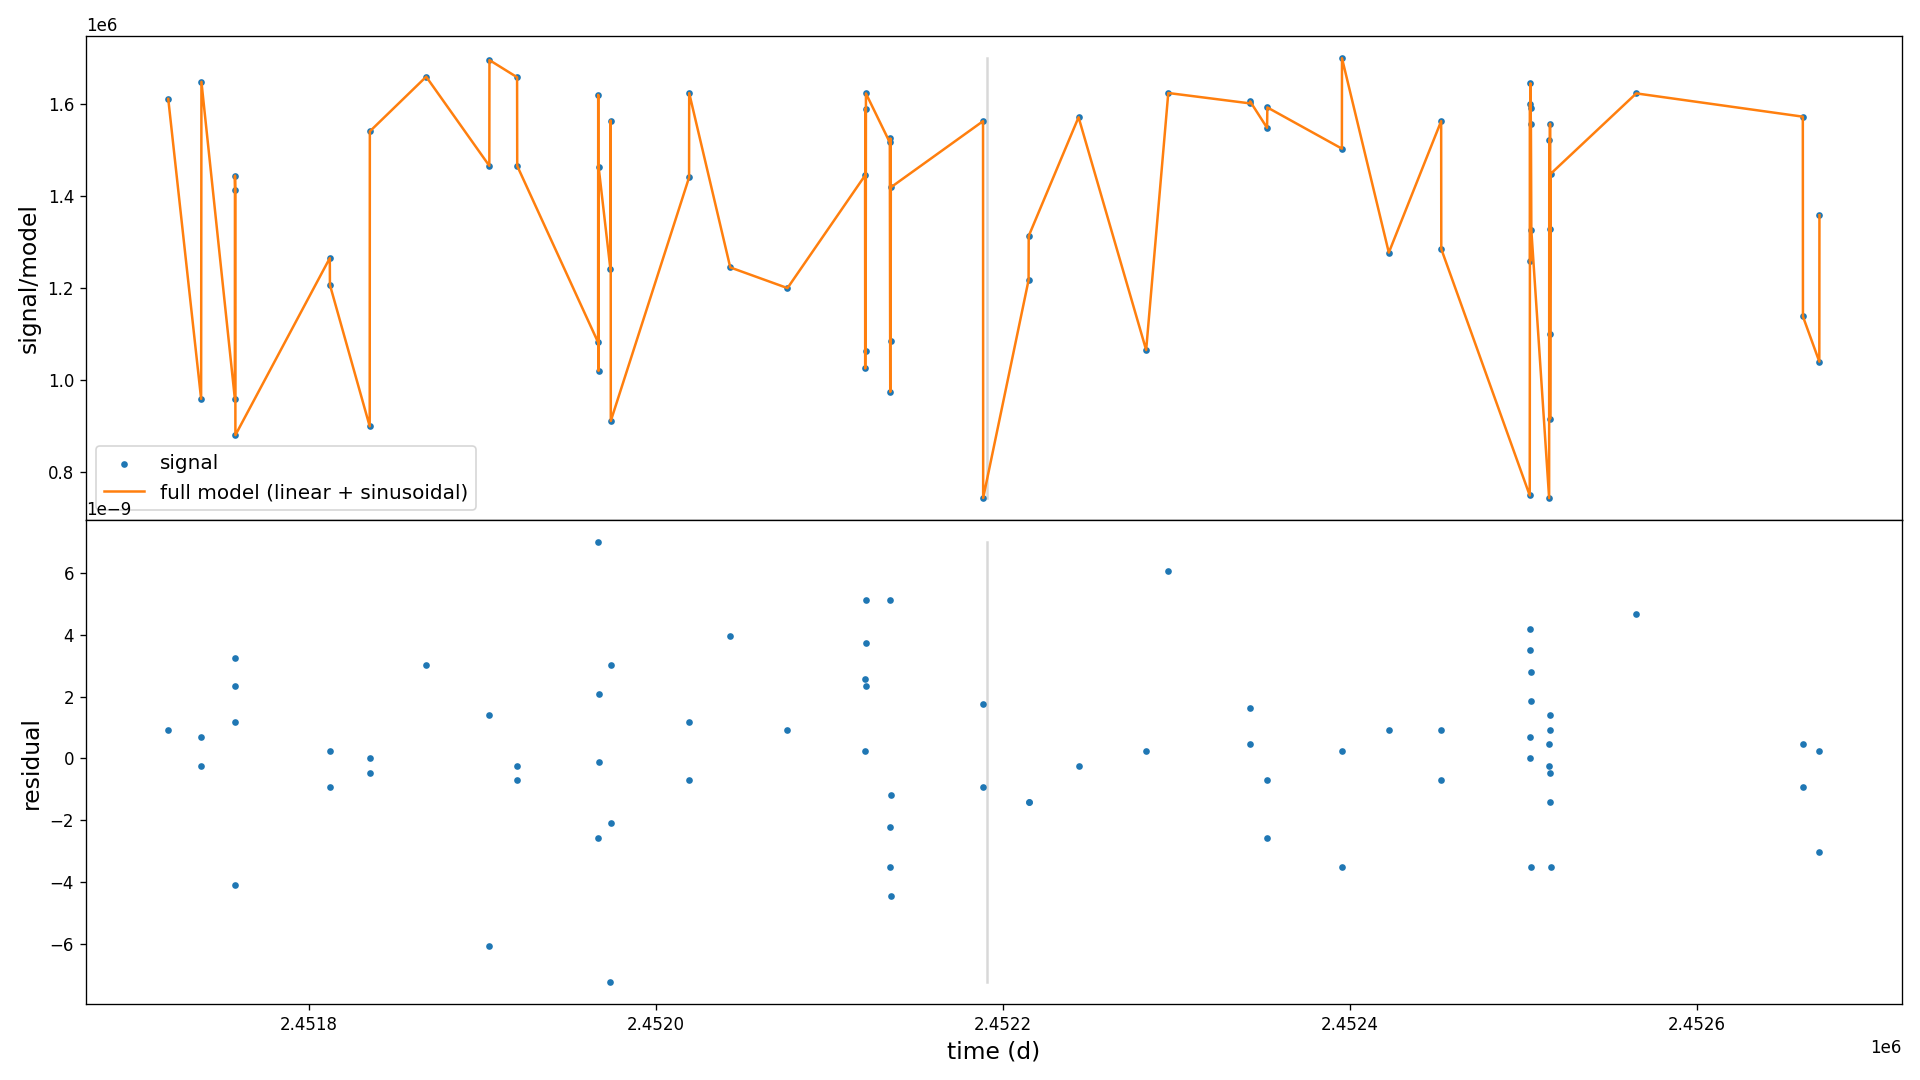 1e6
1.6
1.4
1.2
1.0
0.8
signal/model
signal
full model (linear + sinusoidal)
1e−9
6
4
2
0
−2
−4
−6
residual
2.4518
2.4520
2.4522
2.4524
2.4526
time (d)
1e6